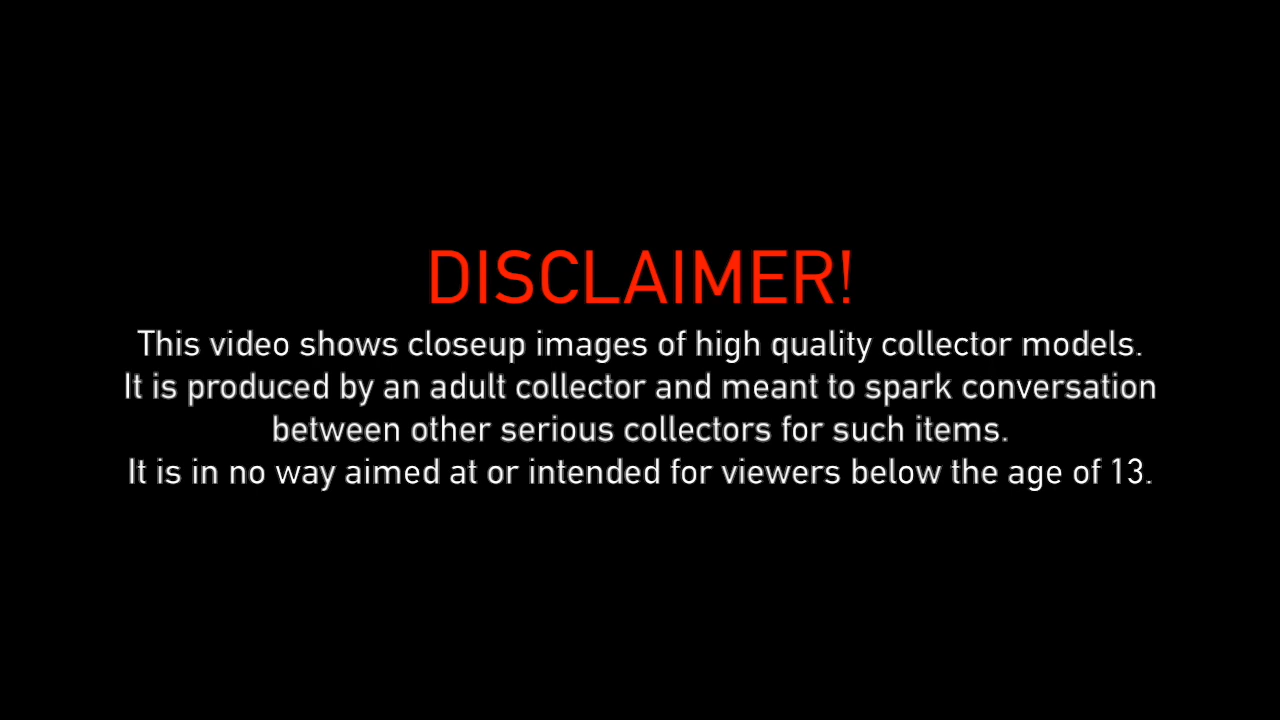 DISCLAIMER!
This video shows closeup images of high quality collector models.
It is produced by an adult collector and meant to spark conversation
between other serious collectors for such items.
It is in no way aimed at or intended for viewers below the age of 13.